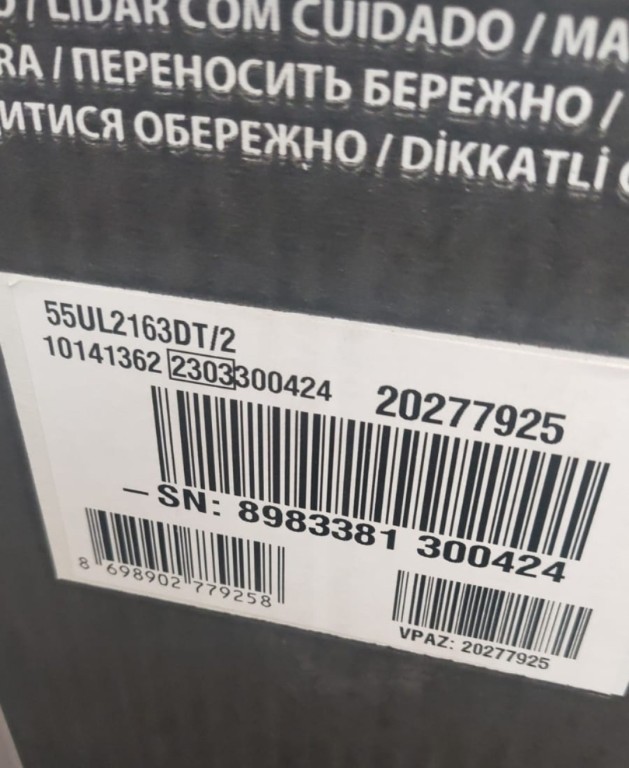 / LIDAR COM CUIDADO / MA
RA / ПЕРЕНОСИТЬ БЕРЕЖНО /
ИТИСЯ ОБЕРЕЖНО / DİKKATLİ
55UL2163DT/2
10141362 2303300424 20277925
– SN: 8983381 300424
8 698902 779258
VPAZ: 20277925